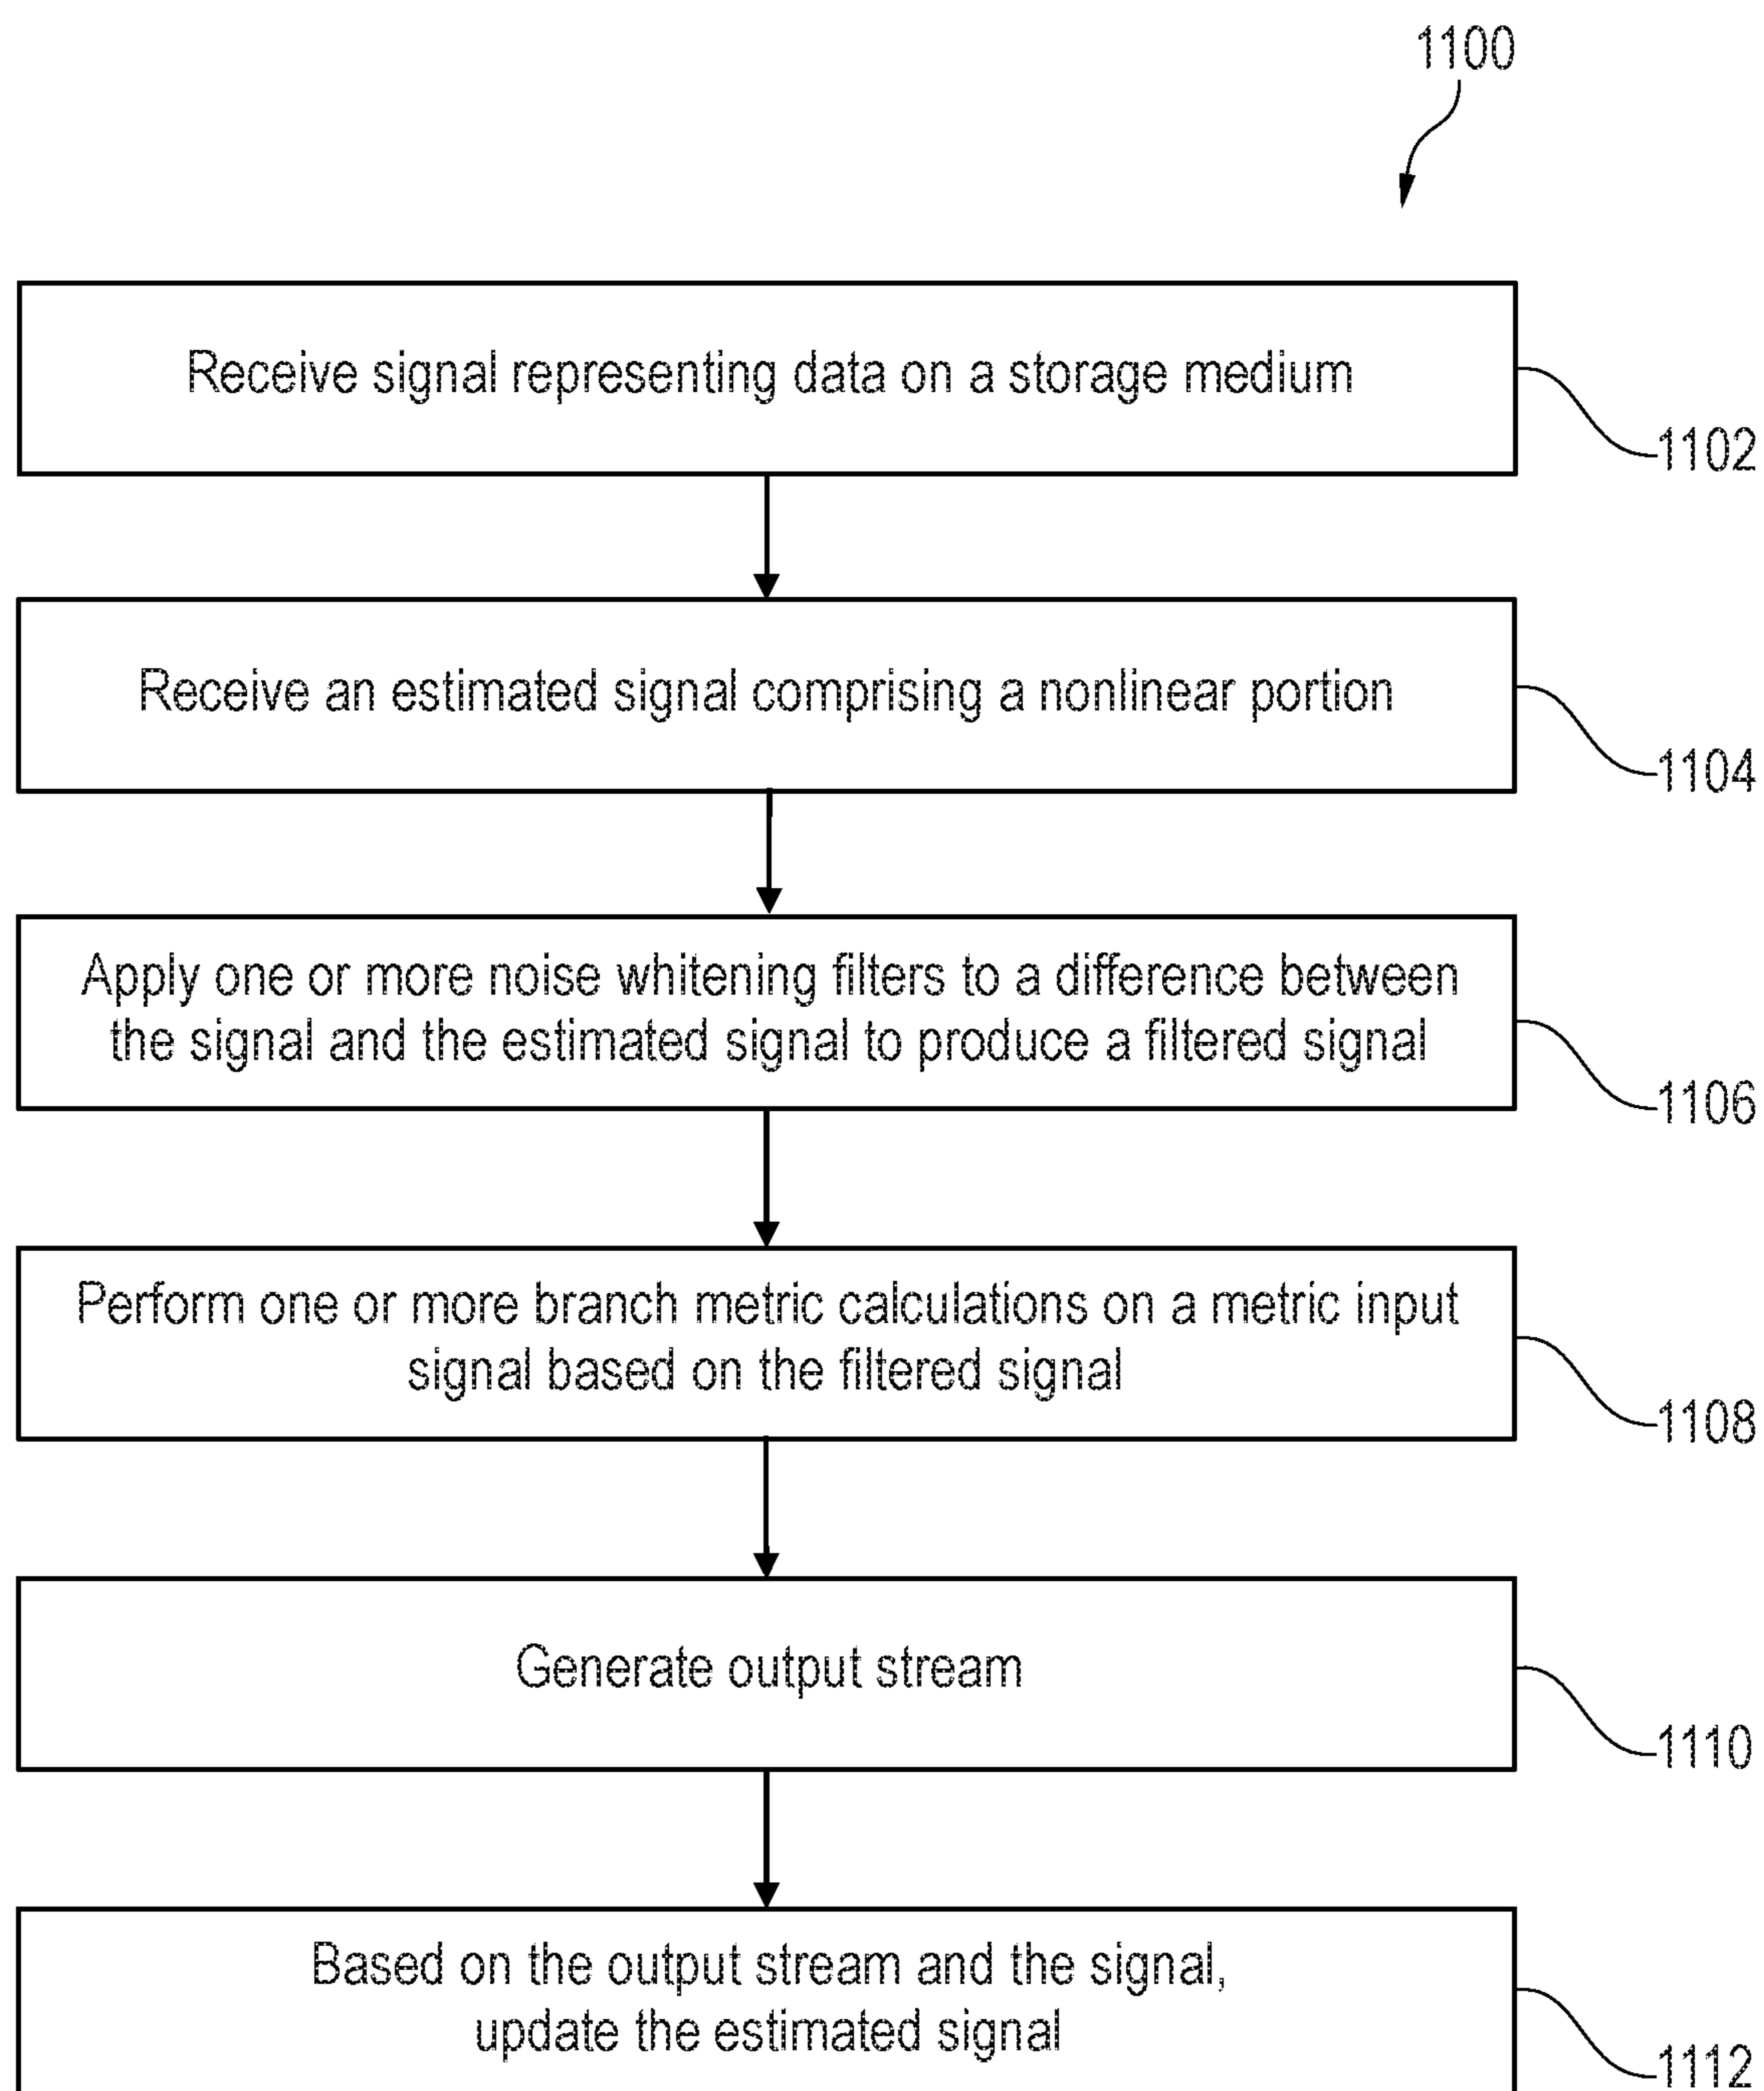 1100
Receive signal representing data on a storage medium
1102
Receive an estimated signal comprising a nonlinear portion
1104
Apply one or more noise whitening filters to a difference between
the signal and the estimated signal to produce a filtered signal
1106
Perform one or more branch metric calculations on a metric input
signal based on the filtered signal
1108
Generate output stream
1110
Based on the output stream and the signal,
update the estimated signal
1112